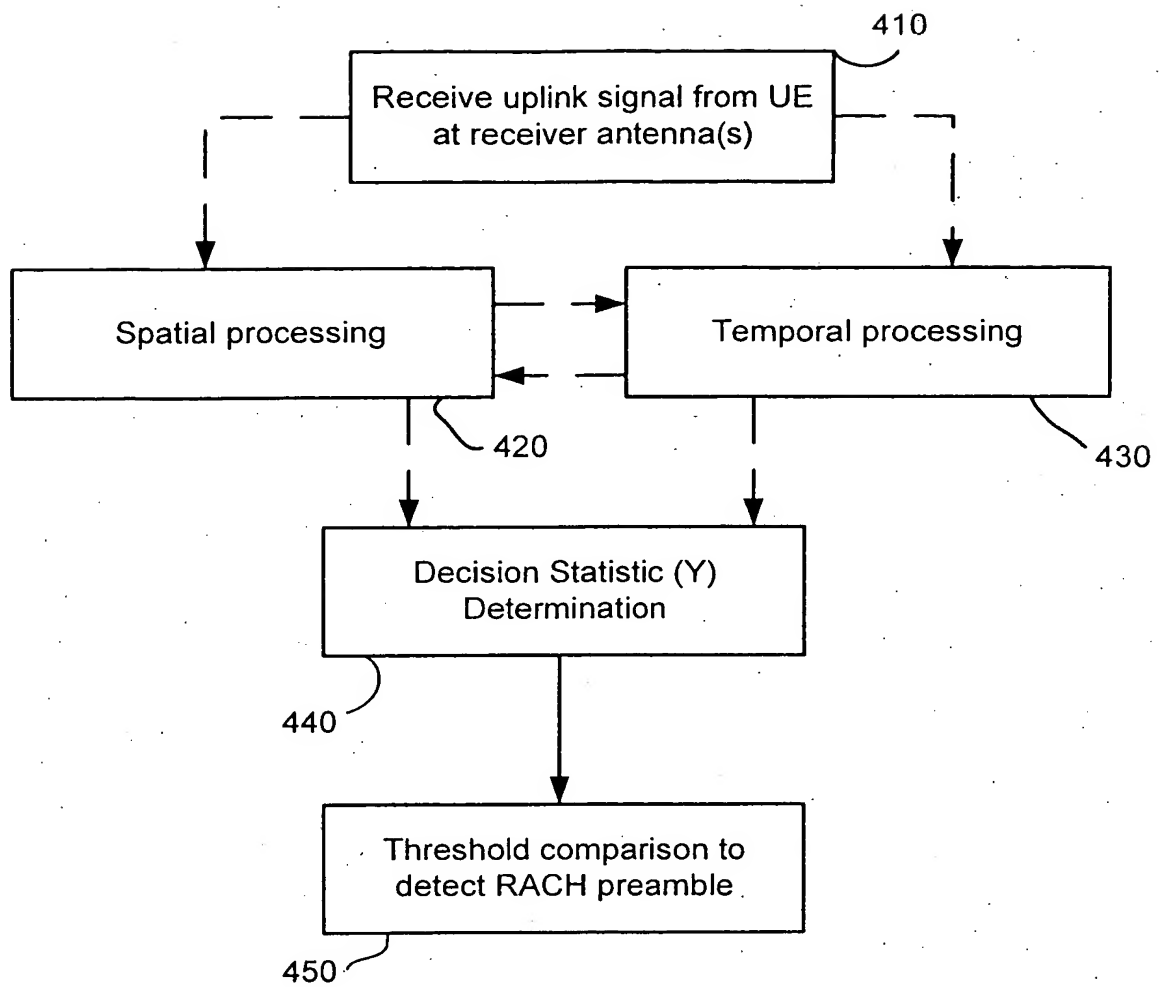 410
Receive uplink signal from UE
at receiver antenna(s)
Spatial processing
Temporal processing
420
430
Decision Statistic (Y)
Determination
440
Threshold comparison to
detect RACH preamble
450